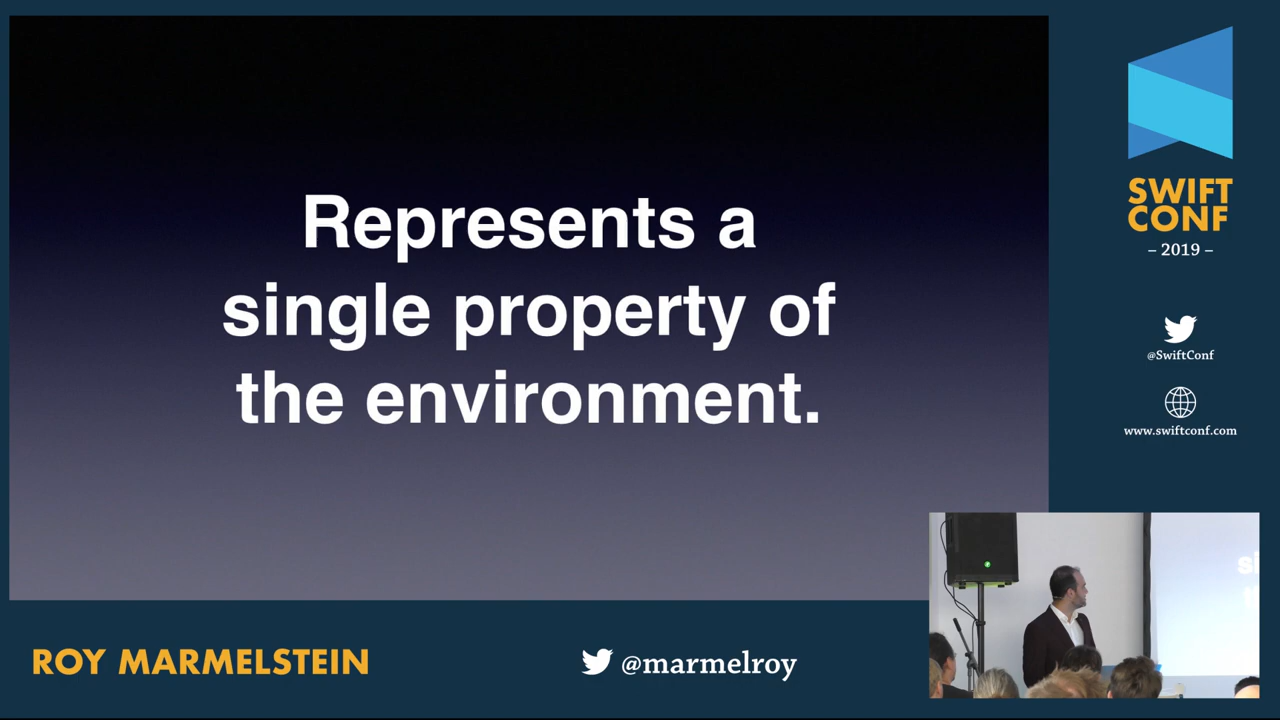 Represents a
single property of
the environment.
SWIFT
CONF
– 2019 –
@SwiftConf
www.swiftconf.com
ROY MARMELSTEIN
@marmelroy